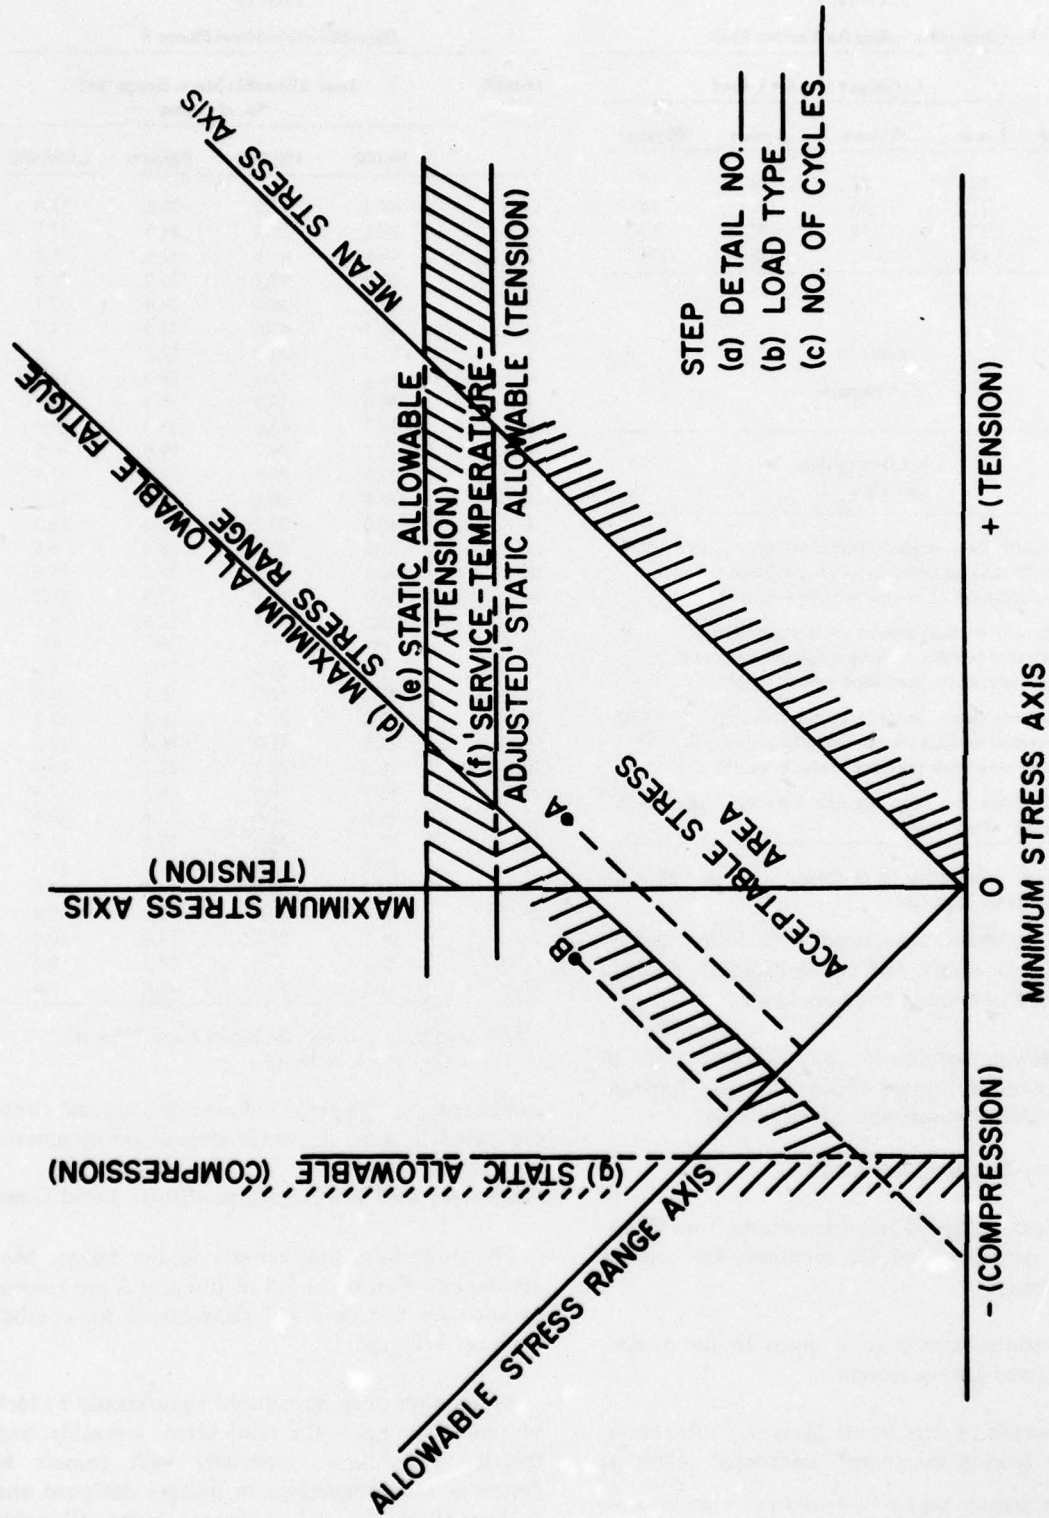 MEAN STRESS AXIS
(d) MAXIMUM ALLOWABLE FATIGUE
STRESS RANGE
(e) STATIC ALLOWABLE
(TENSION)
(f) 'SERVICE-TEMPERATURE-
ADJUSTED' STATIC ALLOWABLE (TENSION)
MAXIMUM STRESS AXIS
(TENSION)
A
B
ACCEPTABLE STRESS
AREA
(g) STATIC ALLOWABLE (COMPRESSION)
ALLOWABLE STRESS RANGE AXIS
STEP
(a) DETAIL NO.
(b) LOAD TYPE
(c) NO. OF CYCLES
- (COMPRESSION)
O
+ (TENSION)
MINIMUM STRESS AXIS